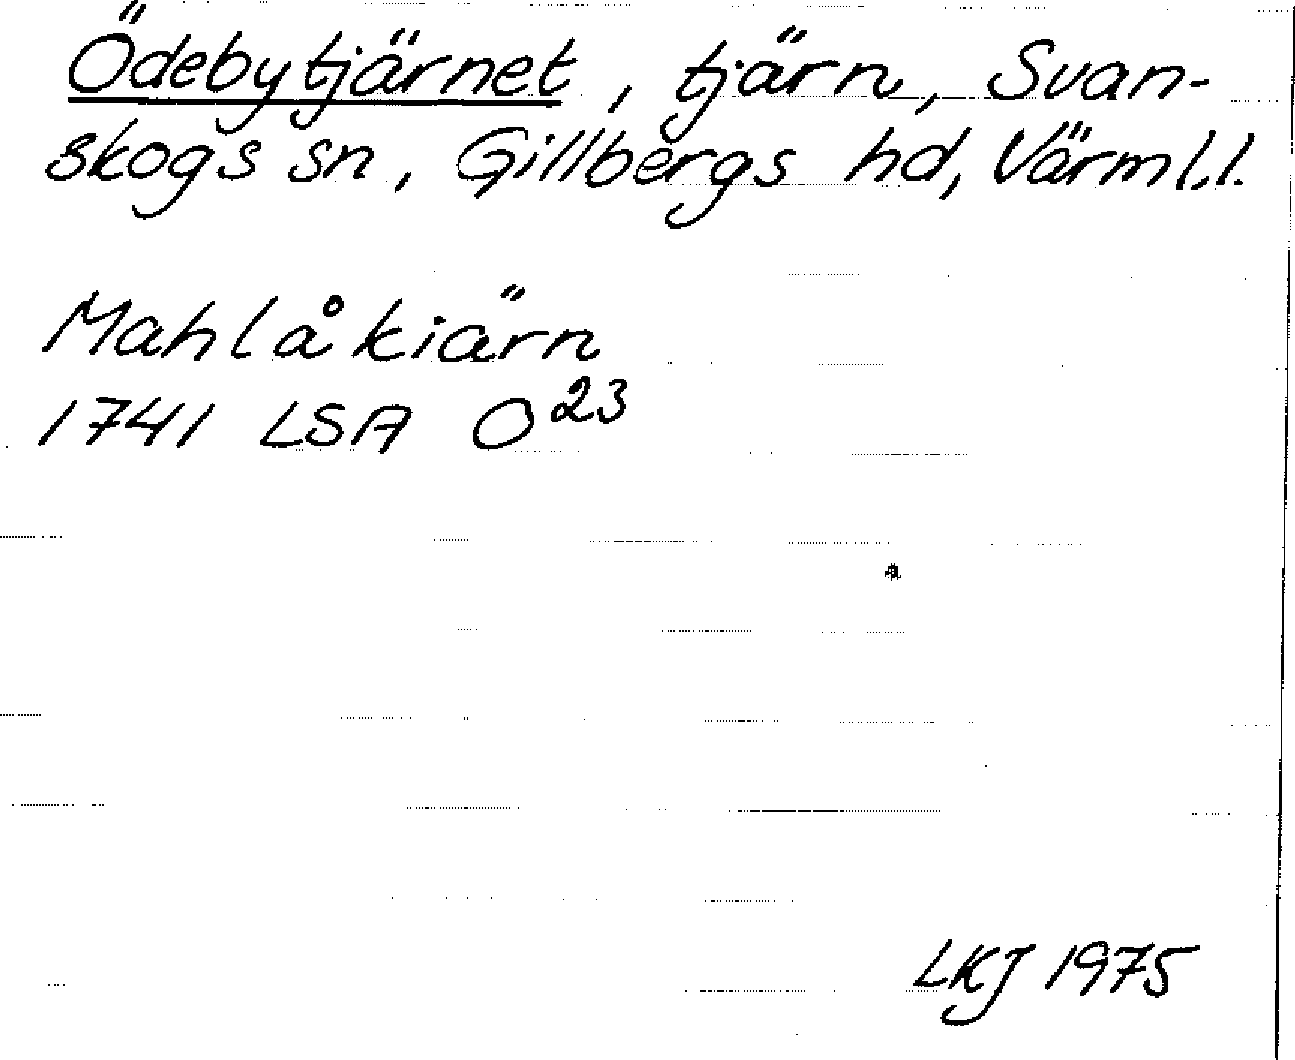 Ödebytjärnet, tjärn, Svan-
skogs sn, Gillbergs hd, Värml.l.
Mahlåkiärn
1741 LSA O²³
LKJ 1975